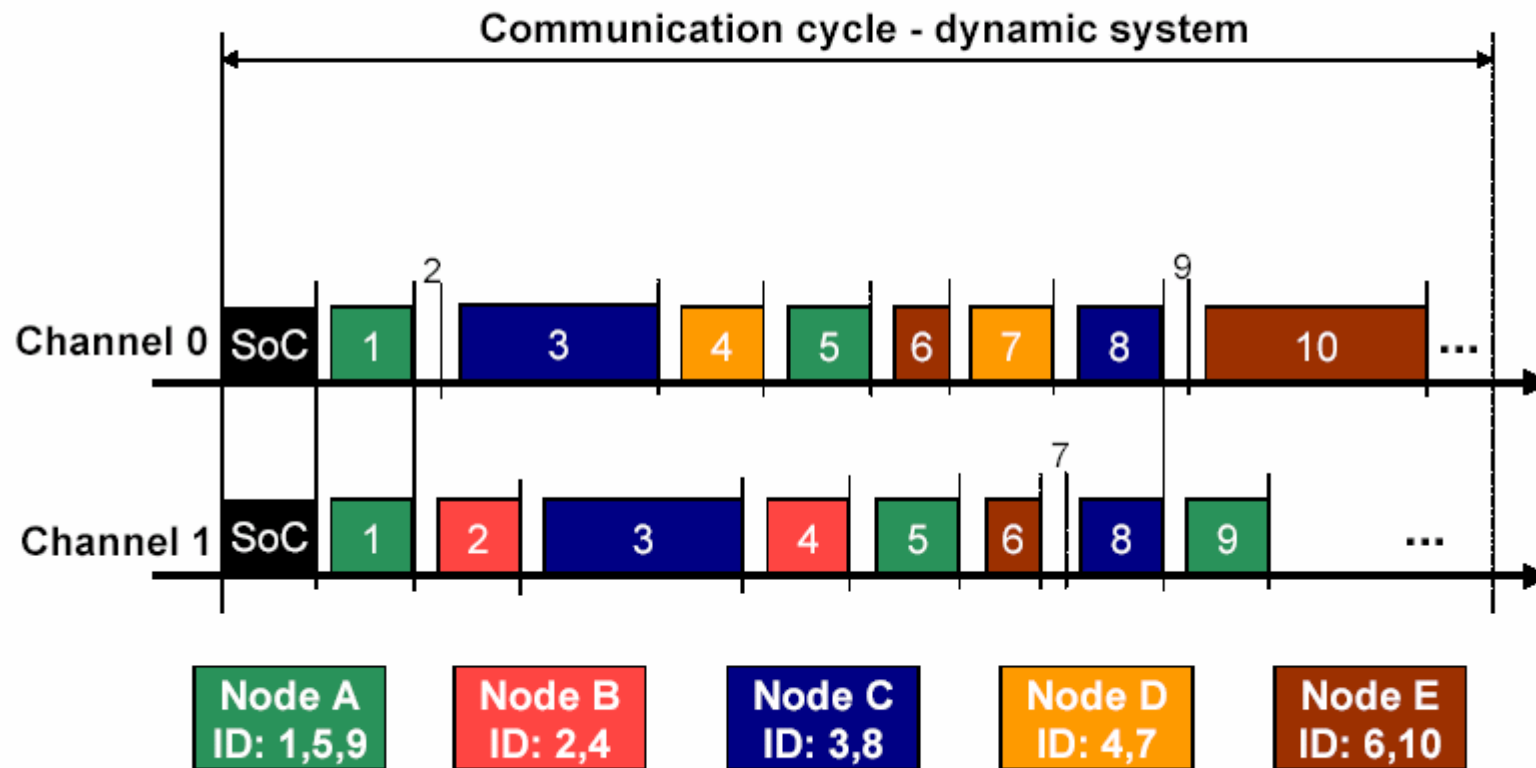 Communication cycle - dynamic system
2 9
Channel 0 SoC 1 3 4 5 6 7 8 10 ...
7
Channel 1 SoC 1 2 3 4 5 6 8 9 ...
Node A
ID: 1,5,9
Node B
ID: 2,4
Node C
ID: 3,8
Node D
ID: 4,7
Node E
ID: 6,10